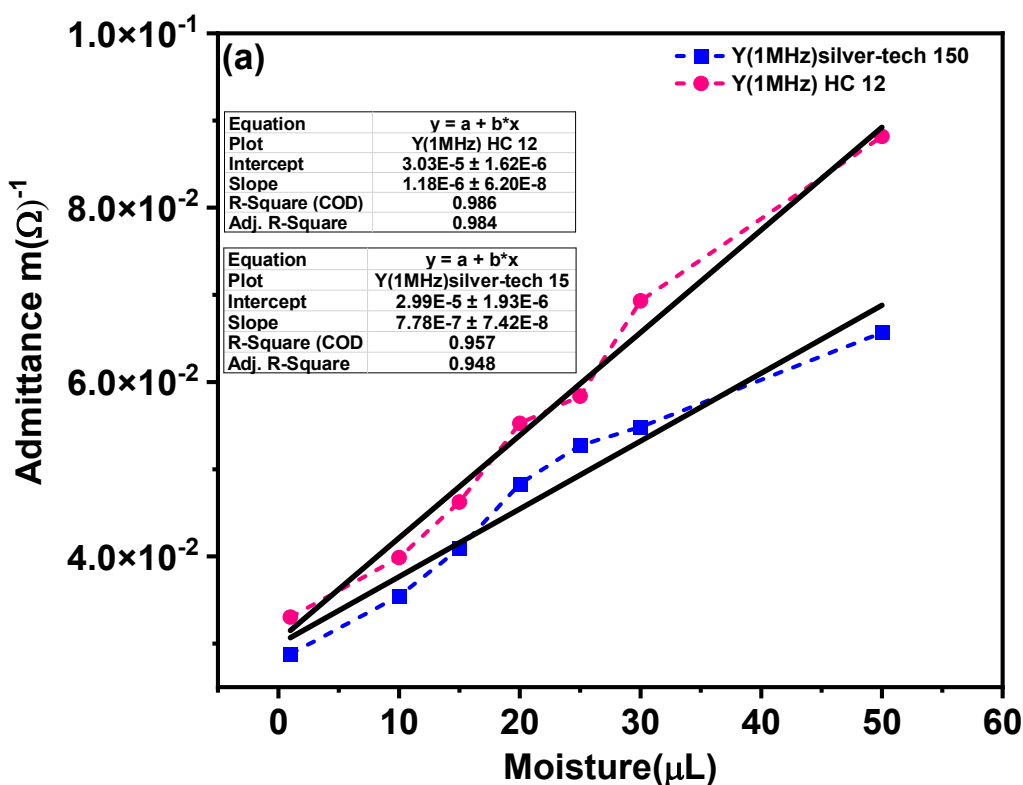 1.0×10⁻¹
(a)
Y(1MHz)silver-tech 150
Y(1MHz) HC 12
Equation y = a + b*x
Plot Y(1MHz) HC 12
Intercept 3.03E-5 ± 1.62E-6
Slope 1.18E-6 ± 6.20E-8
R-Square (COD) 0.986
Adj. R-Square 0.984
Equation y = a + b*x
Plot Y(1MHz)silver-tech 15
Intercept 2.99E-5 ± 1.93E-6
Slope 7.78E-7 ± 7.42E-8
R-Square (COD 0.957
Adj. R-Square 0.948
8.0×10⁻²
6.0×10⁻²
4.0×10⁻²
Admittance m(Ω)⁻¹
0 10 20 30 40 50 60
Moisture(μL)